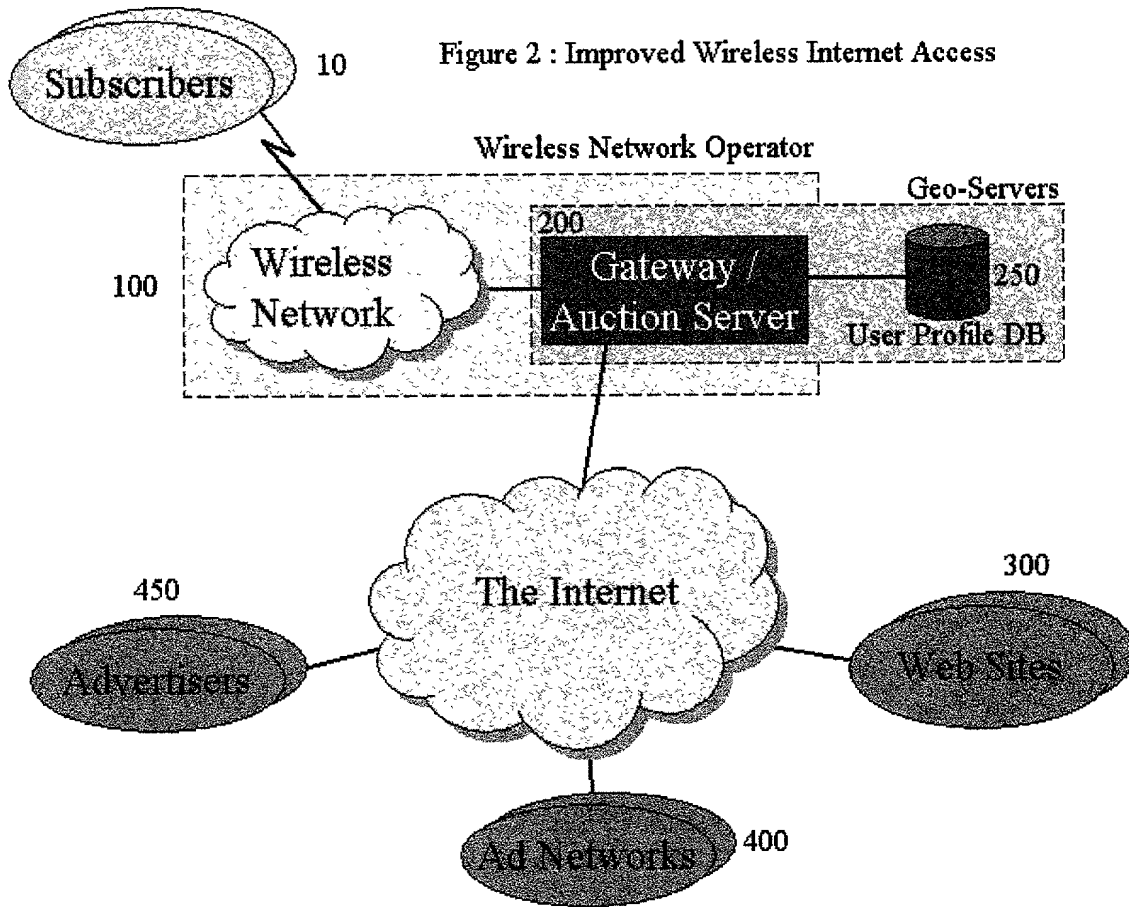 Figure 2 : Improved Wireless Internet Access
Subscribers
10
Wireless Network Operator
Geo-Servers
100
Wireless
Network
200
Gateway /
Auction Server
250
User Profile DB
The Internet
450
Advertisers
300
Web Sites
Ad Networks
400